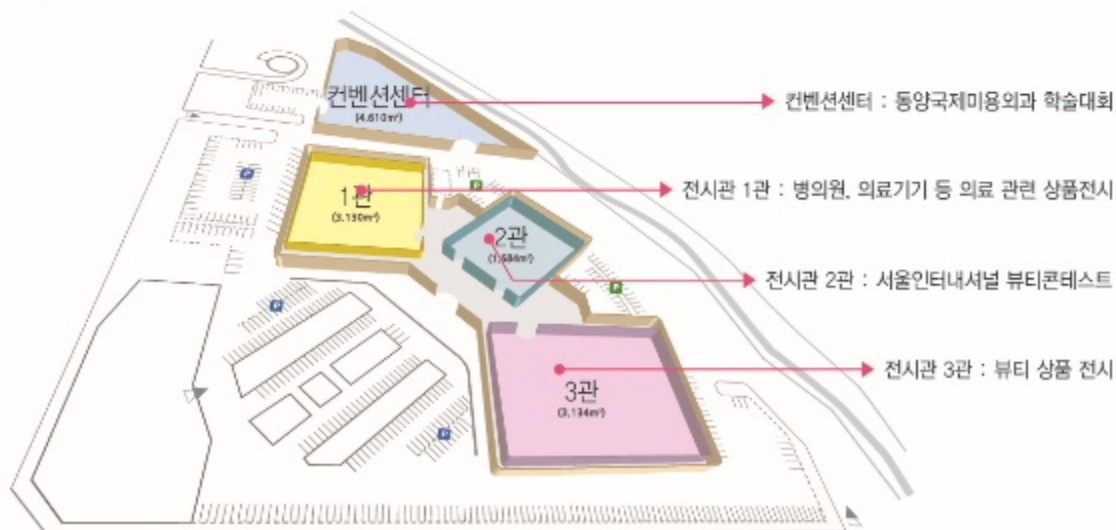 컨벤션센터
(4,610㎡)
컨벤션센터 : 동양국제미용외과 학술대회
P
P
1관
(3,130㎡)
전시관 1관 : 병의원, 의료기기 등 의료 관련 상품전시
2관
(1,684㎡)
전시관 2관 : 서울인터내셔널 뷰티콘테스트
P
P
전시관 3관 : 뷰티 상품 전시
3관
(3,134㎡)
P